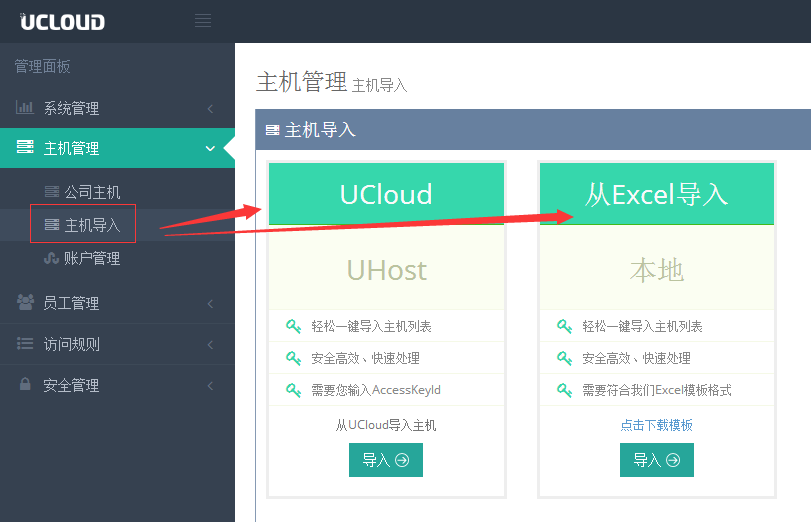 UCLOUD
管理面板
系统管理
主机管理
公司主机
主机导入
账户管理
员工管理
访问规则
安全管理
主机管理 主机导入
主机导入
UCloud
UHost
轻松一键导入主机列表
安全高效、快速处理
需要您输入AccessKeyId
从UCloud导入主机
导入
从Excel导入
本地
轻松一键导入主机列表
安全高效、快速处理
需要符合我们Excel模板格式
点击下载模板
导入